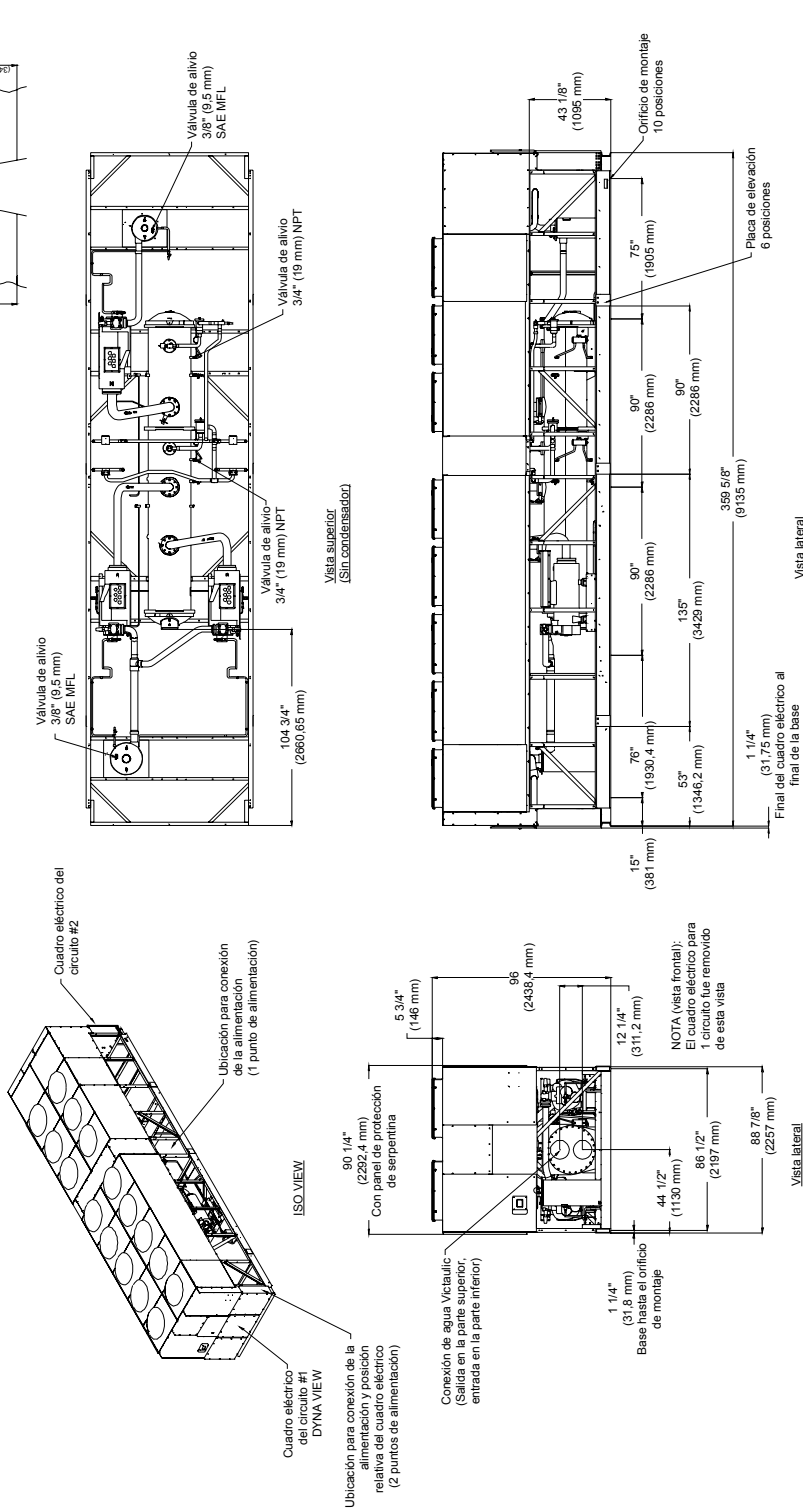 Cuadro eléctrico del
circuito #2
Ubicación para conexión
de la alimentación
(1 punto de alimentación)
ISO VIEW
Cuadro eléctrico
del circuito #1
DYNA VIEW
Ubicación para conexión de la
alimentación y posición
relativa del cuadro eléctrico
(2 puntos de alimentación)
Válvula de alivio
3/8" (9,5 mm)
SAE MFL
Válvula de alivio
3/8" (9,5 mm)
SAE MFL
Válvula de alivio
3/4" (19 mm) NPT
Válvula de alivio
3/4" (19 mm) NPT
104 3/4"
(2660,65 mm)
Vista superior
(Sin condensador)
90 1/4"
(2292,4 mm)
Con panel de protección
de serpentina
5 3/4"
(146 mm)
96
(2438,4 mm)
12 1/4"
(311,2 mm)
Conexión de agua Victaulic
(Salida en la parte superior,
entrada en la parte inferior)
NOTA (vista frontal):
El cuadro eléctrico para
1 circuito fue removido
de esta vista
1 1/4"
(31,8 mm)
Base hasta el orificio
de montaje
44 1/2"
(1130 mm)
86 1/2"
(2197 mm)
88 7/8"
(2257 mm)
Vista lateral
43 1/8"
(1095 mm)
Orificio de montaje
10 posiciones
Placa de elevación
6 posiciones
15"
(381 mm)
76"
(1930,4 mm)
90"
(2286 mm)
90"
(2286 mm)
75"
(1905 mm)
53"
(1346,2 mm)
135"
(3429 mm)
90"
(2286 mm)
359 5/8"
(9135 mm)
1 1/4"
(31,75 mm)
Final del cuadro eléctrico al
final de la base
Vista lateral